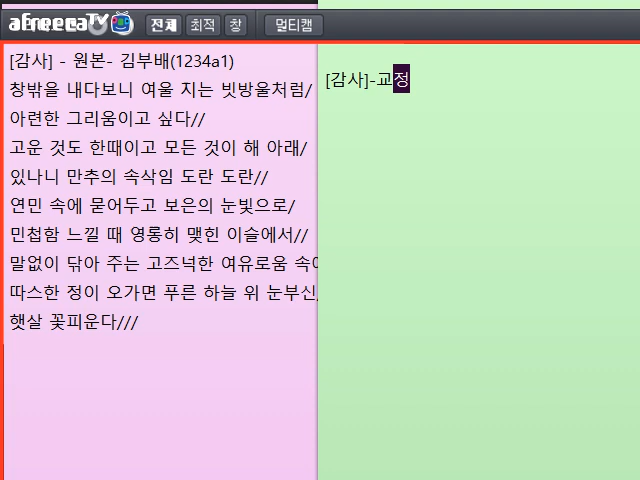 afreecaTV 전체 최적 창 멀티캠
[감사] - 원본- 김부배(1234a1)
창밖을 내다보니 여울 지는 빗방울처럼/
아련한 그리움이고 싶다//
고운 것도 한때이고 모든 것이 해 아래/
있나니 만추의 속삭임 도란 도란//
연민 속에 묻어두고 보은의 눈빛으로/
민첩함 느낄 때 영롱히 맺힌 이슬에서//
말없이 닦아 주는 고즈넉한 여유로움 속에
따스한 정이 오가면 푸른 하늘 위 눈부신/
햇살 꽃피운다///
[감사]-교정